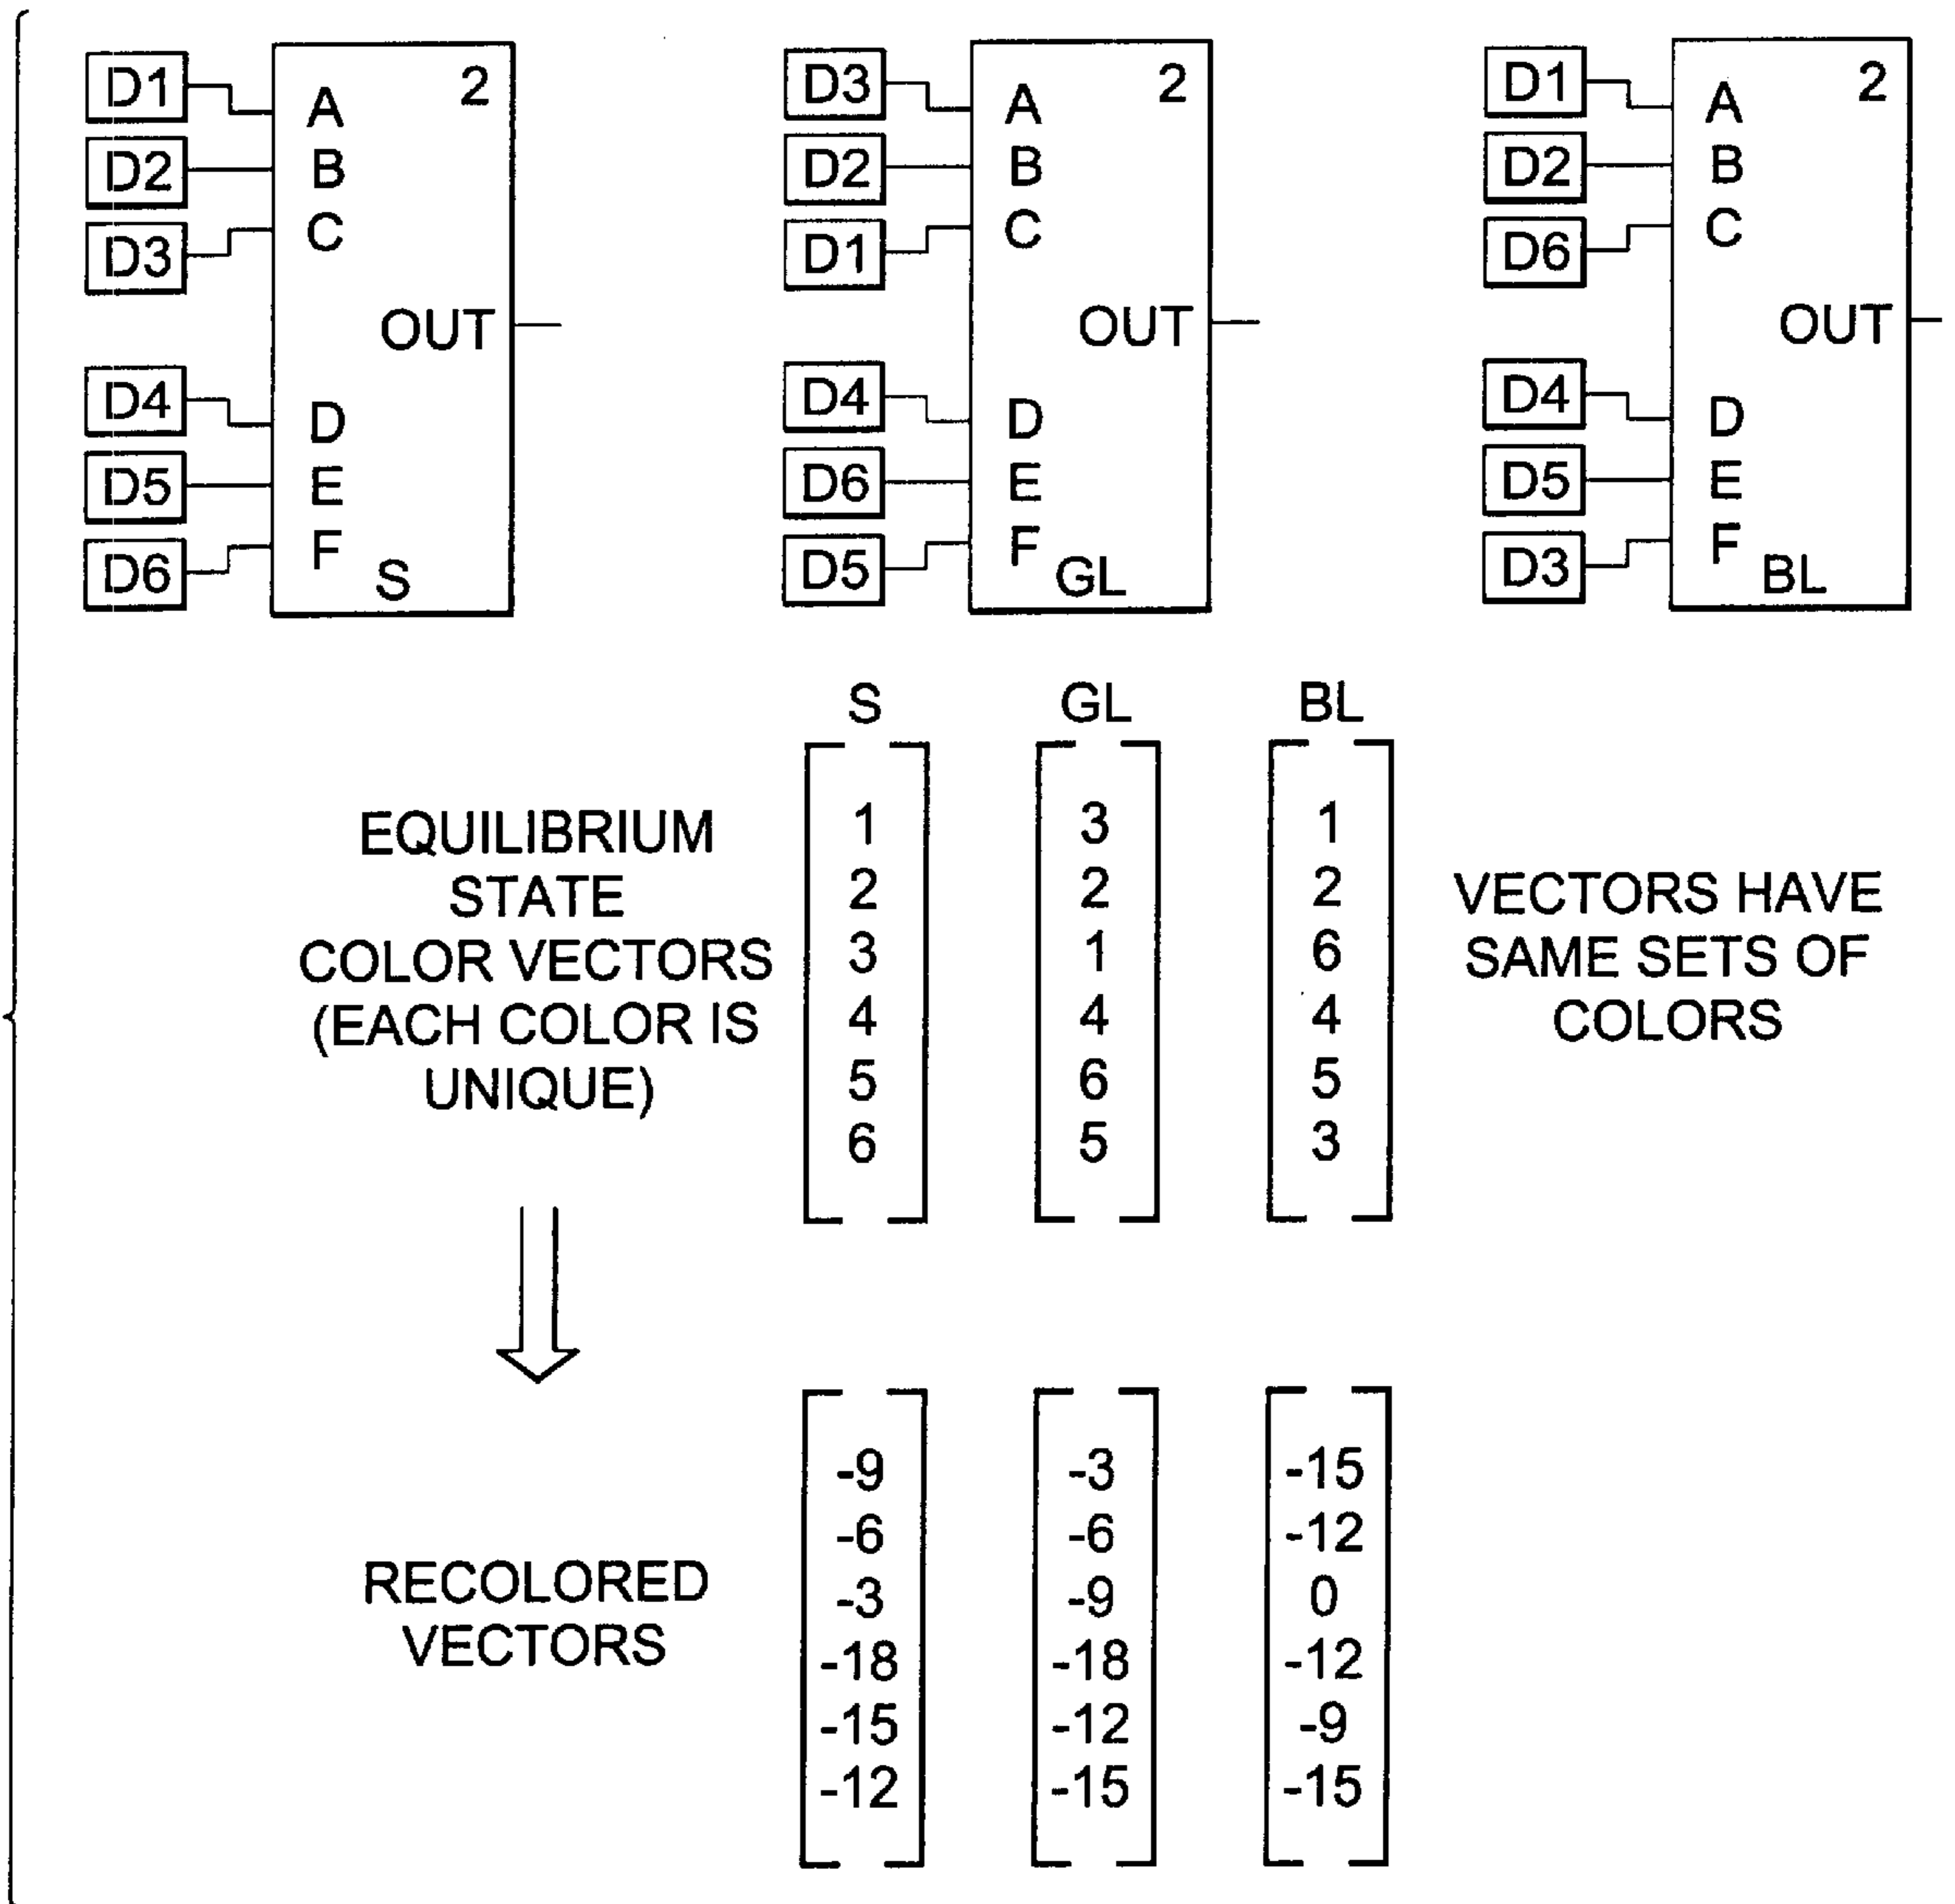 D1
D2
D3
D4
D5
D6
A
B
C
D
E
F
2
OUT
S
D3
D2
D1
D4
D6
D5
A
B
C
D
E
F
2
OUT
GL
D1
D2
D6
D4
D5
D3
A
B
C
D
E
F
2
OUT
BL
S GL BL
EQUILIBRIUM
STATE
COLOR VECTORS
(EACH COLOR IS
UNIQUE)
1 3 1
2 2 2
3 1 6
4 4 4
5 6 5
6 5 3
VECTORS HAVE
SAME SETS OF
COLORS
RECOLORED
VECTORS
-9 -3 -15
-6 -6 -12
-3 -9 0
-18 -18 -12
-15 -12 -9
-12 -15 -15